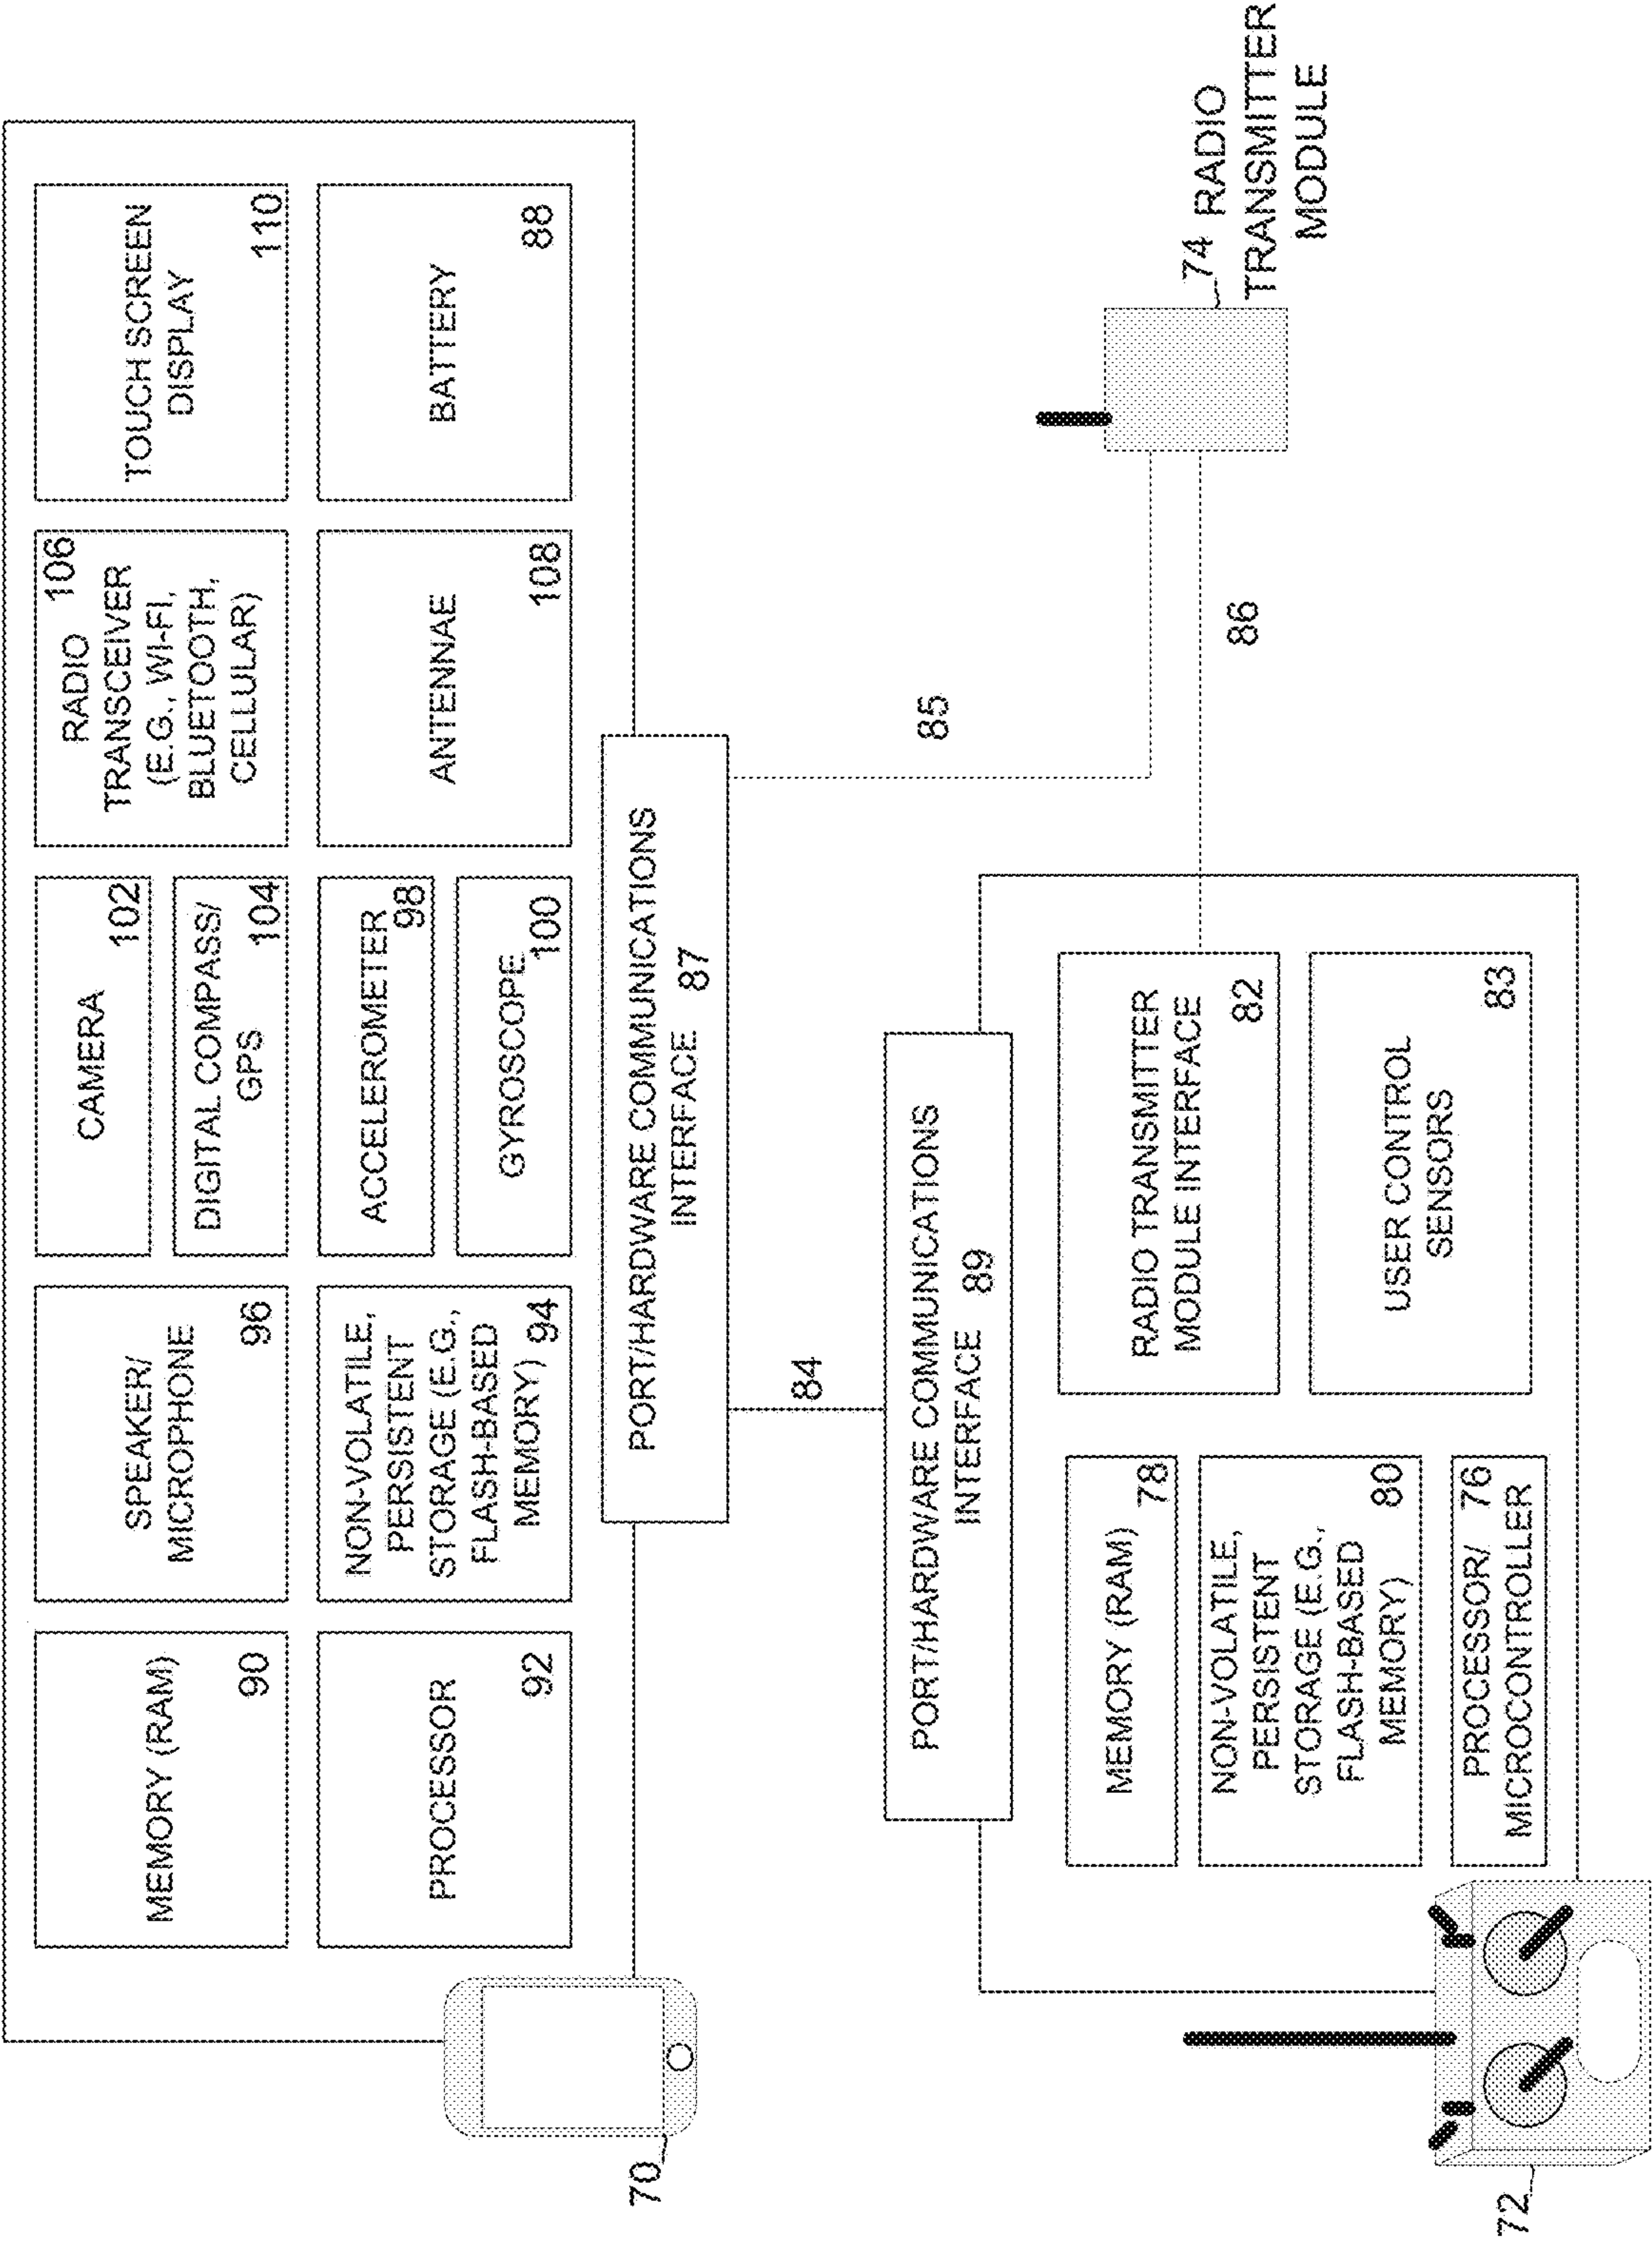 MEMORY (RAM)
90
SPEAKER/
MICROPHONE
96
CAMERA
102
DIGITAL COMPASS/
GPS 104
106
RADIO
TRANSCEIVER
(E.G., WI-FI,
BLUETOOTH,
CELLULAR)
TOUCH SCREEN
DISPLAY
110
PROCESSOR
92
NON-VOLATILE,
PERSISTENT
STORAGE (E.G.,
FLASH-BASED
MEMORY) 94
ACCELEROMETER
98
GYROSCOPE
100
ANTENNAE
108
BATTERY
88
70
PORT/HARDWARE COMMUNICATIONS
INTERFACE 87
84
85
PORT/HARDWARE COMMUNICATIONS
INTERFACE 89
MEMORY (RAM)
78
NON-VOLATILE,
PERSISTENT
STORAGE (E.G.,
FLASH-BASED
MEMORY)
80
PROCESSOR/ 76
MICROCONTROLLER
RADIO TRANSMITTER
MODULE INTERFACE
82
USER CONTROL
SENSORS
83
86
74 RADIO
TRANSMITTER
MODULE
72